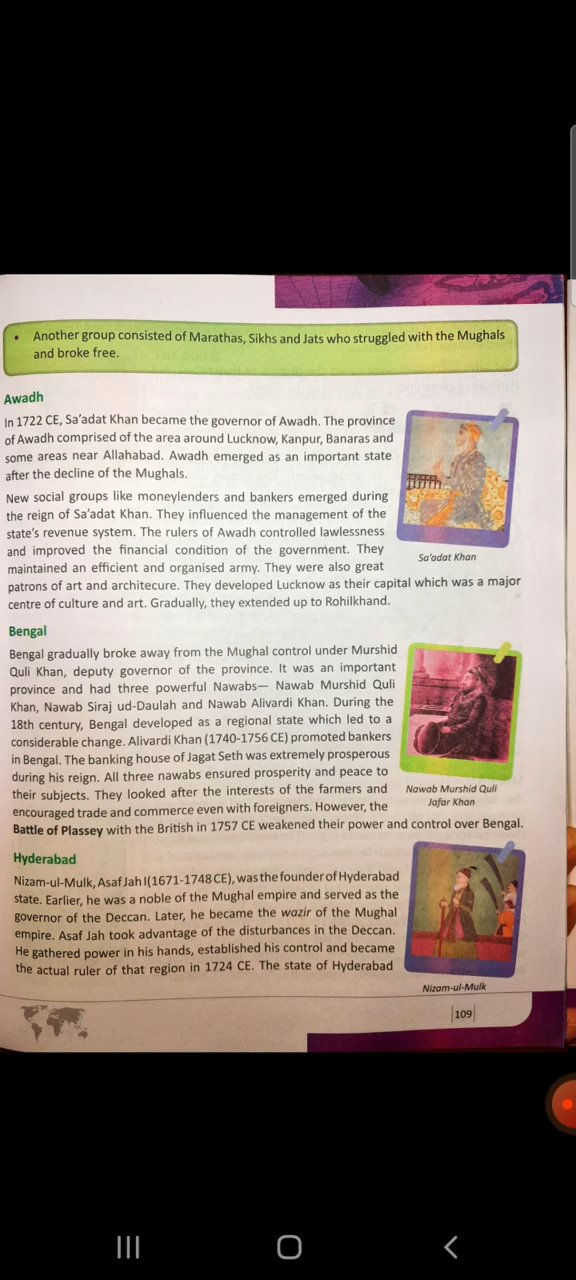 • Another group consisted of Marathas, Sikhs and Jats who struggled with the Mughals
and broke free.
Awadh
In 1722 CE, Sa'adat Khan became the governor of Awadh. The province
of Awadh comprised of the area around Lucknow, Kanpur, Banaras and
some areas near Allahabad. Awadh emerged as an important state
after the decline of the Mughals.
New social groups like moneylenders and bankers emerged during
the reign of Sa'adat Khan. They influenced the management of the
state's revenue system. The rulers of Awadh controlled lawlessness
and improved the financial condition of the government. They
maintained an efficient and organised army. They were also great
patrons of art and architecure. They developed Lucknow as their capital which was a major
centre of culture and art. Gradually, they extended up to Rohilkhand.
Sa'adat Khan
Bengal
Bengal gradually broke away from the Mughal control under Murshid
Quli Khan, deputy governor of the province. It was an important
province and had three powerful Nawabs— Nawab Murshid Quli
Khan, Nawab Siraj ud-Daulah and Nawab Alivardi Khan. During the
18th century, Bengal developed as a regional state which led to a
considerable change. Alivardi Khan (1740-1756 CE) promoted bankers
in Bengal. The banking house of Jagat Seth was extremely prosperous
during his reign. All three nawabs ensured prosperity and peace to
their subjects. They looked after the interests of the farmers and
encouraged trade and commerce even with foreigners. However, the
Battle of Plassey with the British in 1757 CE weakened their power and control over Bengal.
Nawab Murshid Quli
Jafar Khan
Hyderabad
Nizam-ul-Mulk, Asaf Jah I(1671-1748 CE), was the founder of Hyderabad
state. Earlier, he was a noble of the Mughal empire and served as the
governor of the Deccan. Later, he became the wazir of the Mughal
empire. Asaf Jah took advantage of the disturbances in the Deccan.
He gathered power in his hands, established his control and became
the actual ruler of that region in 1724 CE. The state of Hyderabad
Nizam-ul-Mulk
109